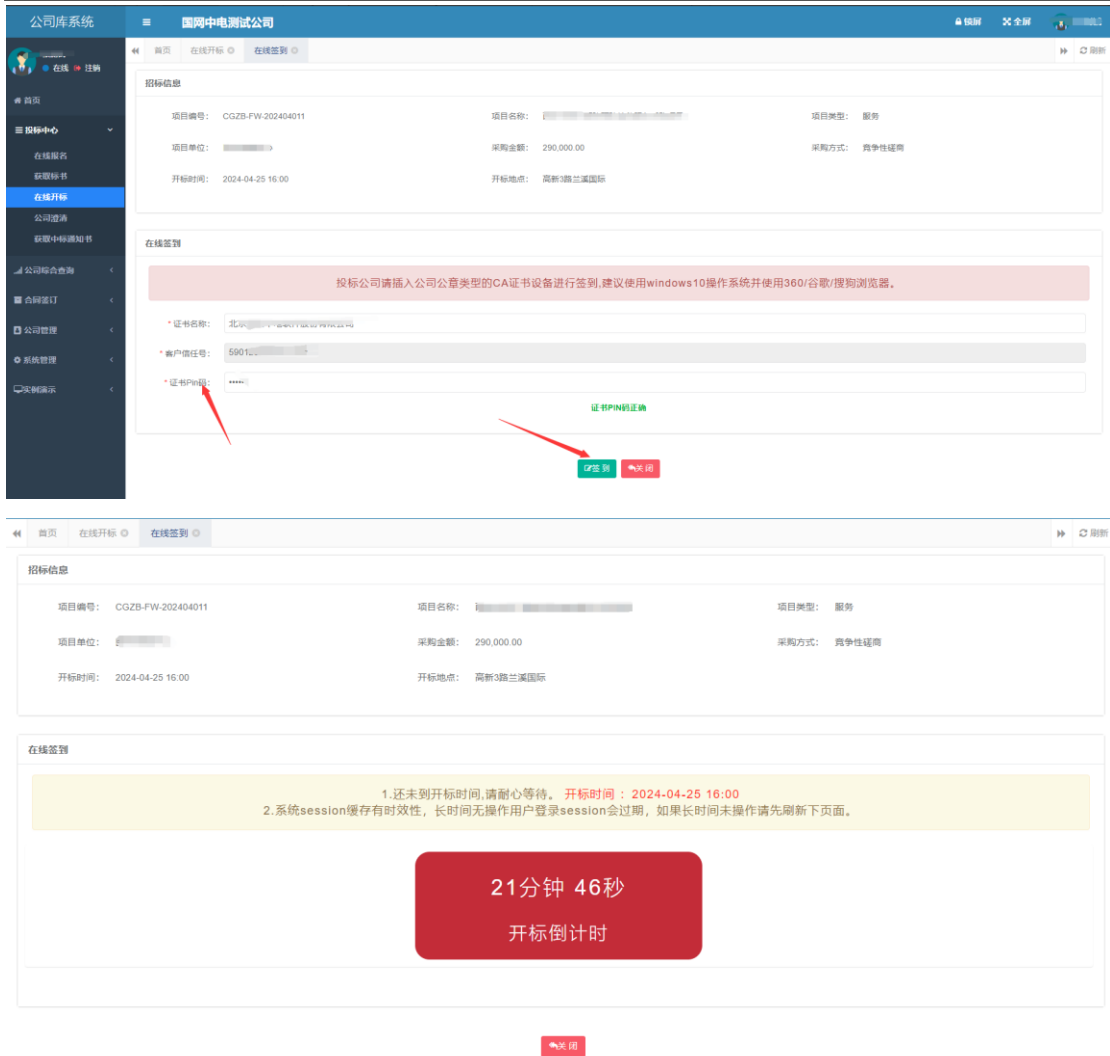 公司库系统
国网中电测试公司
锁屏 全屏
在线 注销
首页 在线开标 在线签到
刷新
首页
投标中心
在线报名
获取标书
在线开标
公司澄清
获取中标通知书
公司综合查询
合同签订
公司管理
系统管理
实例演示
招标信息
项目编号: CGZB-FW-202404011 项目名称: 项目类型: 服务
项目单位: 采购金额: 290,000.00 采购方式: 竞争性磋商
开标时间: 2024-04-25 16:00 开标地点: 高新3路兰溪国际
在线签到
投标公司请插入公司公章类型的CA证书设备进行签到,建议使用windows10操作系统并使用360/谷歌/搜狗浏览器。
* 证书名称: 北京
* 客户信任号: 5901
* 证书Pin码: •••••
证书PIN码正确
签到 关闭
首页 在线开标 在线签到 刷新
招标信息
项目编号: CGZB-FW-202404011 项目名称: 项目类型: 服务
项目单位: 采购金额: 290,000.00 采购方式: 竞争性磋商
开标时间: 2024-04-25 16:00 开标地点: 高新3路兰溪国际
在线签到
1.还未到开标时间,请耐心等待。 开标时间 : 2024-04-25 16:00
2.系统session缓存有时效性, 长时间无操作用户登录session会过期, 如果长时间未操作请先刷新下页面。
21分钟 46秒
开标倒计时
关闭